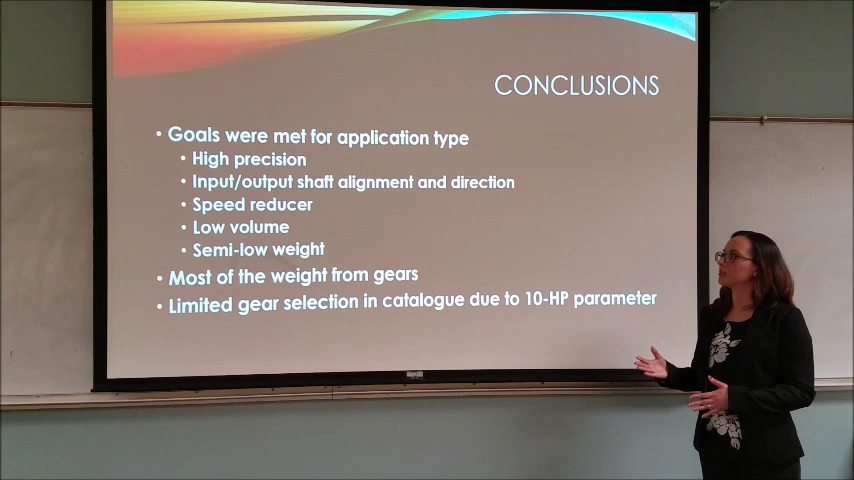 CONCLUSIONS
• Goals were met for application type
• High precision
• Input/output shaft alignment and direction
• Speed reducer
• Low volume
• Semi-low weight
• Most of the weight from gears
• Limited gear selection in catalogue due to 10-HP parameter